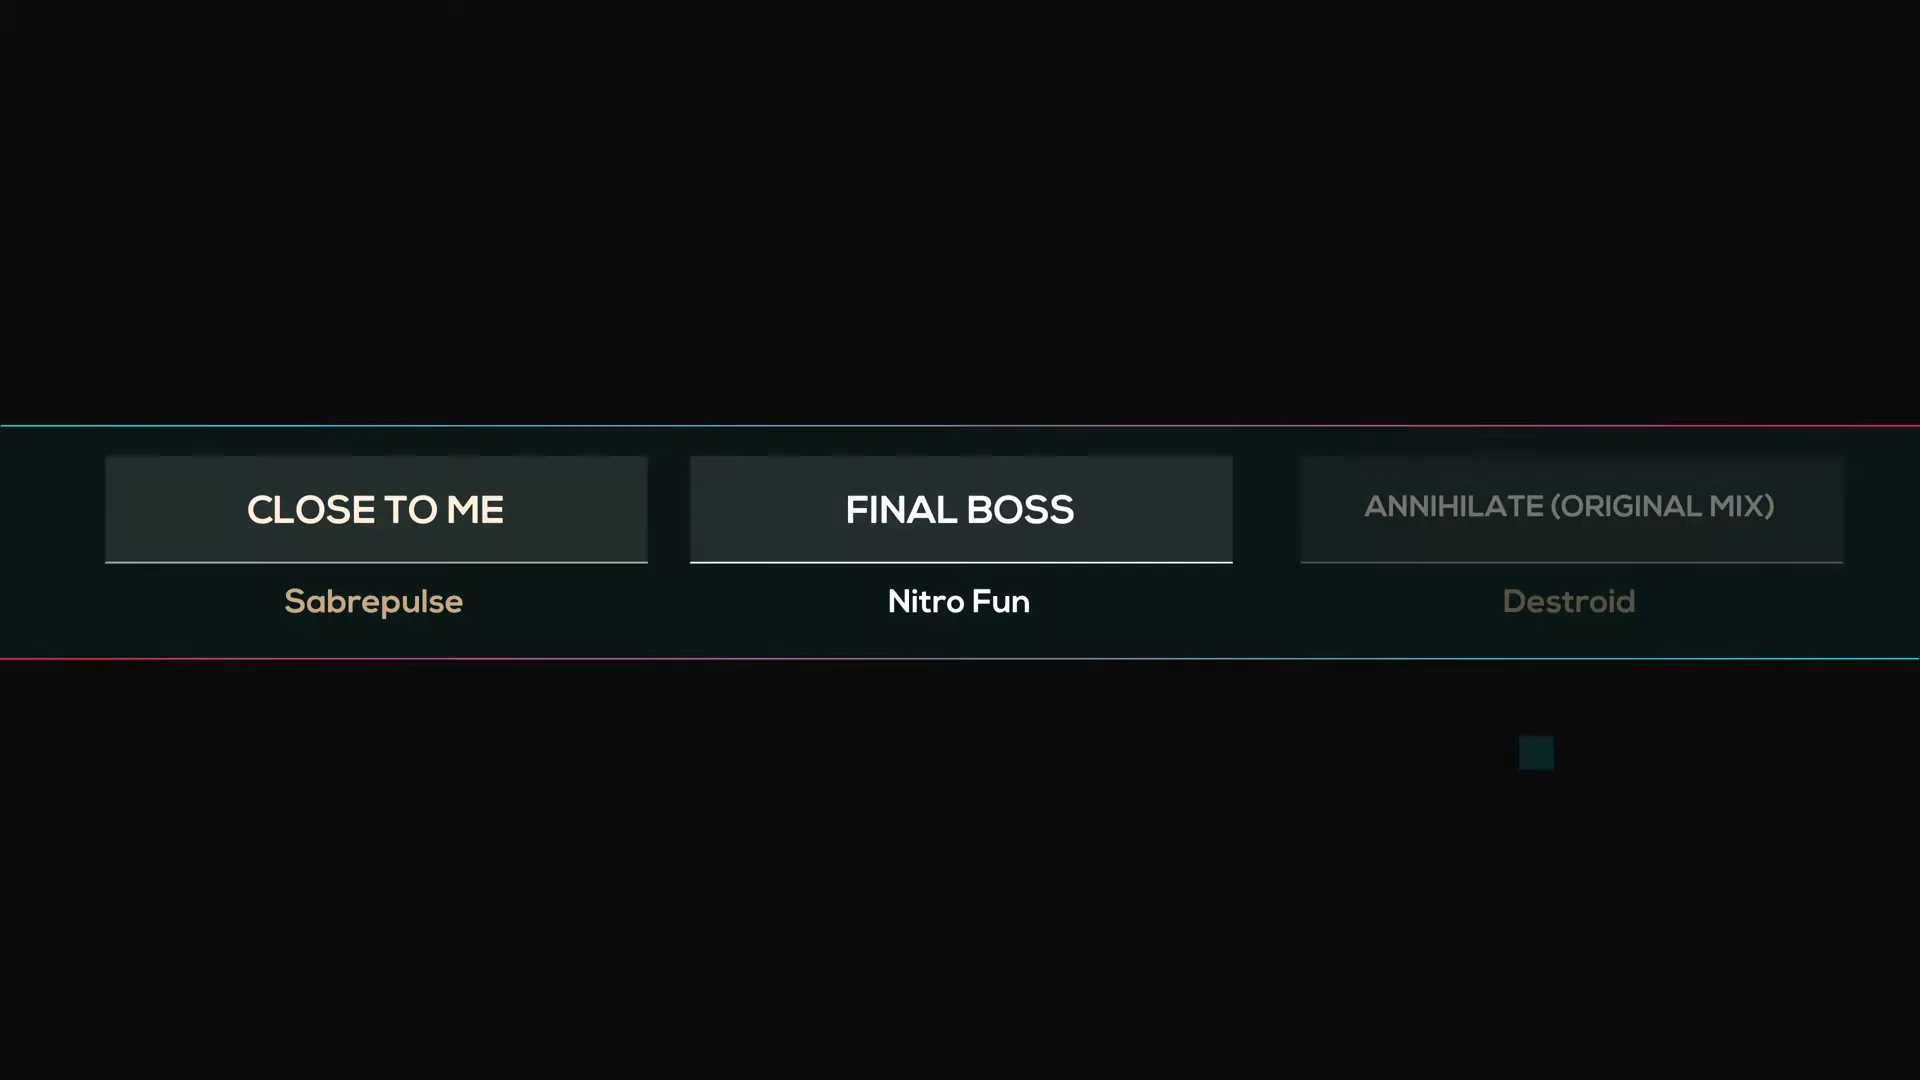 CLOSE TO ME
Sabrepulse
FINAL BOSS
Nitro Fun
ANNIHILATE (ORIGINAL MIX)
Destroid